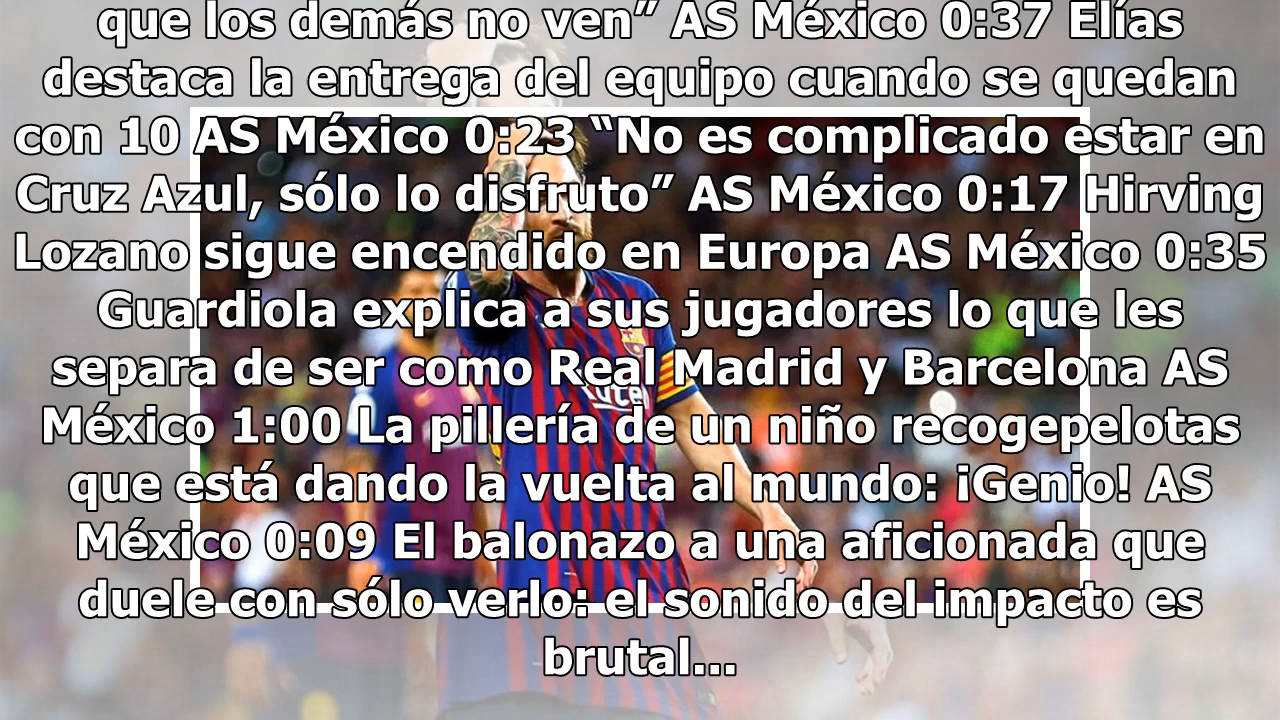 que los demás no ven” AS México 0:37 Elías
destaca la entrega del equipo cuando se quedan
con 10 AS México 0:23 “No es complicado estar en
Cruz Azul, sólo lo disfruto” AS México 0:17 Hirving
Lozano sigue encendido en Europa AS México 0:35
Guardiola explica a sus jugadores lo que les
separa de ser como Real Madrid y Barcelona AS
México 1:00 La pillería de un niño recogepelotas
que está dando la vuelta al mundo: ¡Genio! AS
México 0:09 El balonazo a una aficionada que
duele con sólo verlo: el sonido del impacto es
brutal...